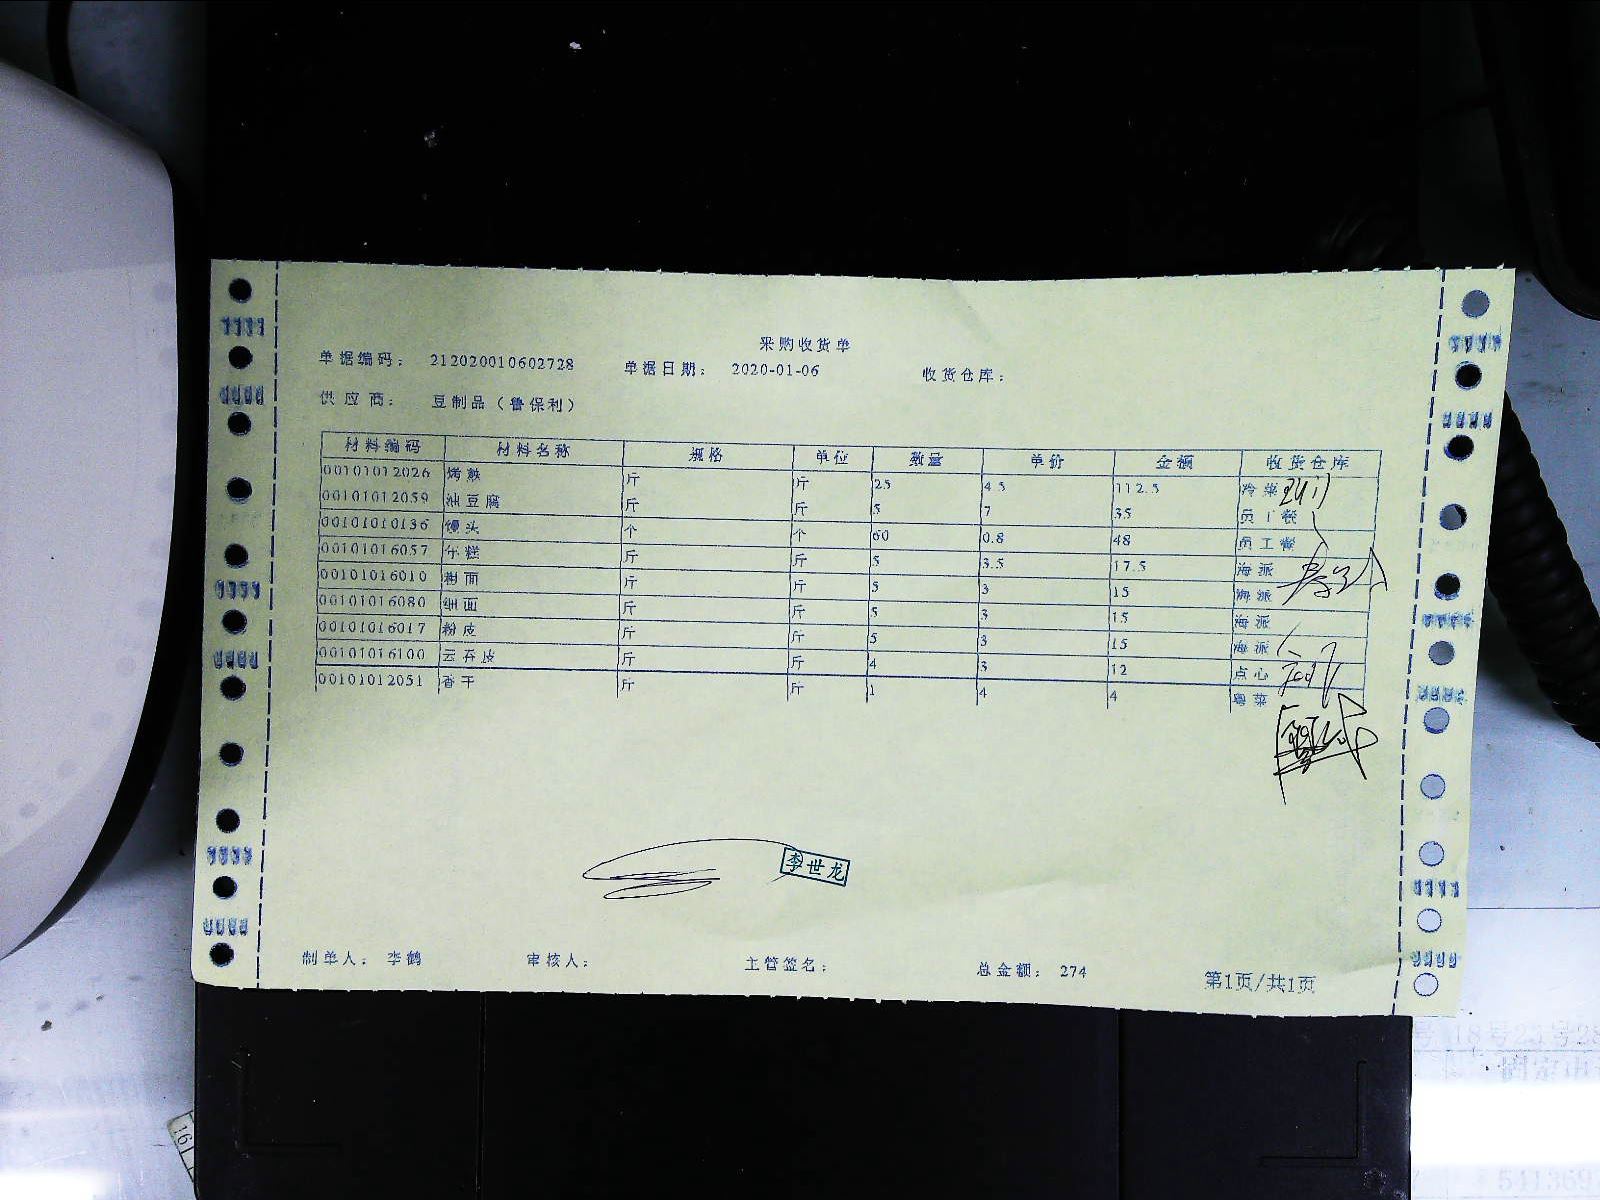 采购收货单
单据编码： 212020010602728 单据日期： 2020-01-06 收货仓库：
供应商： 豆制品（鲁保利）
材料编码 材料名称 规格 单位 数量 单价 金额 收货仓库
00101012026 烤麸 斤 斤 25 4.5 112.5 冷菜
00101012059 油豆腐 斤 斤 5 7 35 员工餐
00101010136 馒头 个 个 60 0.8 48 员工餐
00101016057 年糕 斤 斤 5 3.5 17.5 海派
00101016010 粗面 斤 斤 5 3 15 海派
00101016080 细面 斤 斤 5 3 15 海派
00101016017 粉皮 斤 斤 5 3 15 海派
00101016100 云吞皮 斤 斤 4 3 12 点心
00101012051 香干 斤 斤 1 4 4 粤菜
李世龙
制单人： 李鹤 审核人： 主管签名： 总金额： 274 第1页/共1页